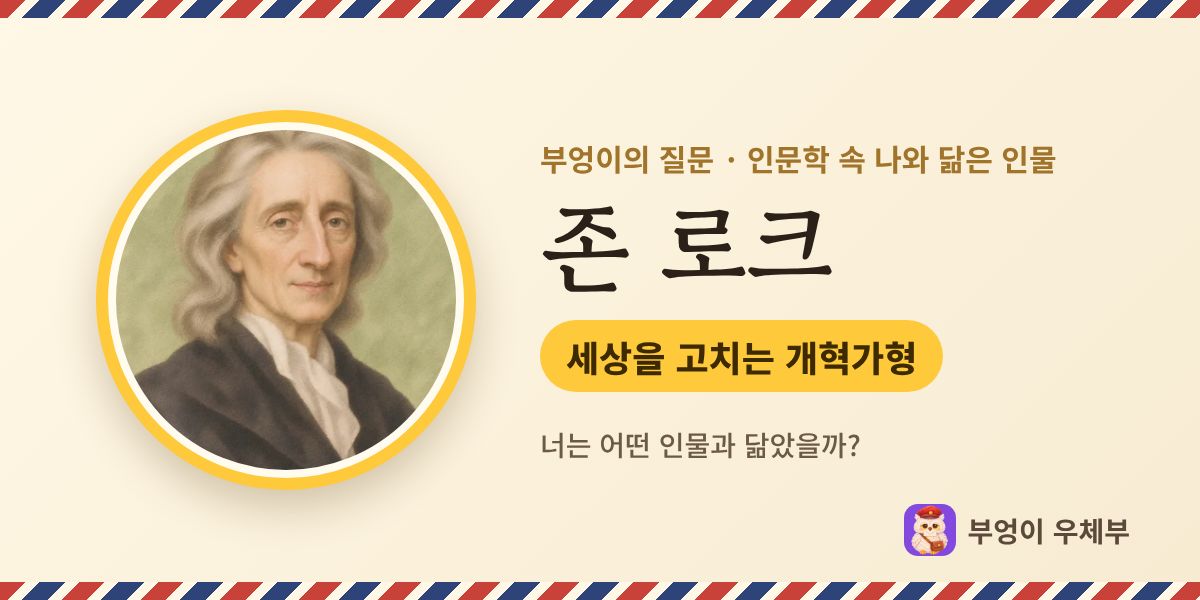 부엉이의 질문 · 인문학 속 나와 닮은 인물
존 로크
세상을 고치는 개혁가형
너는 어떤 인물과 닮았을까?
부엉이 우체부